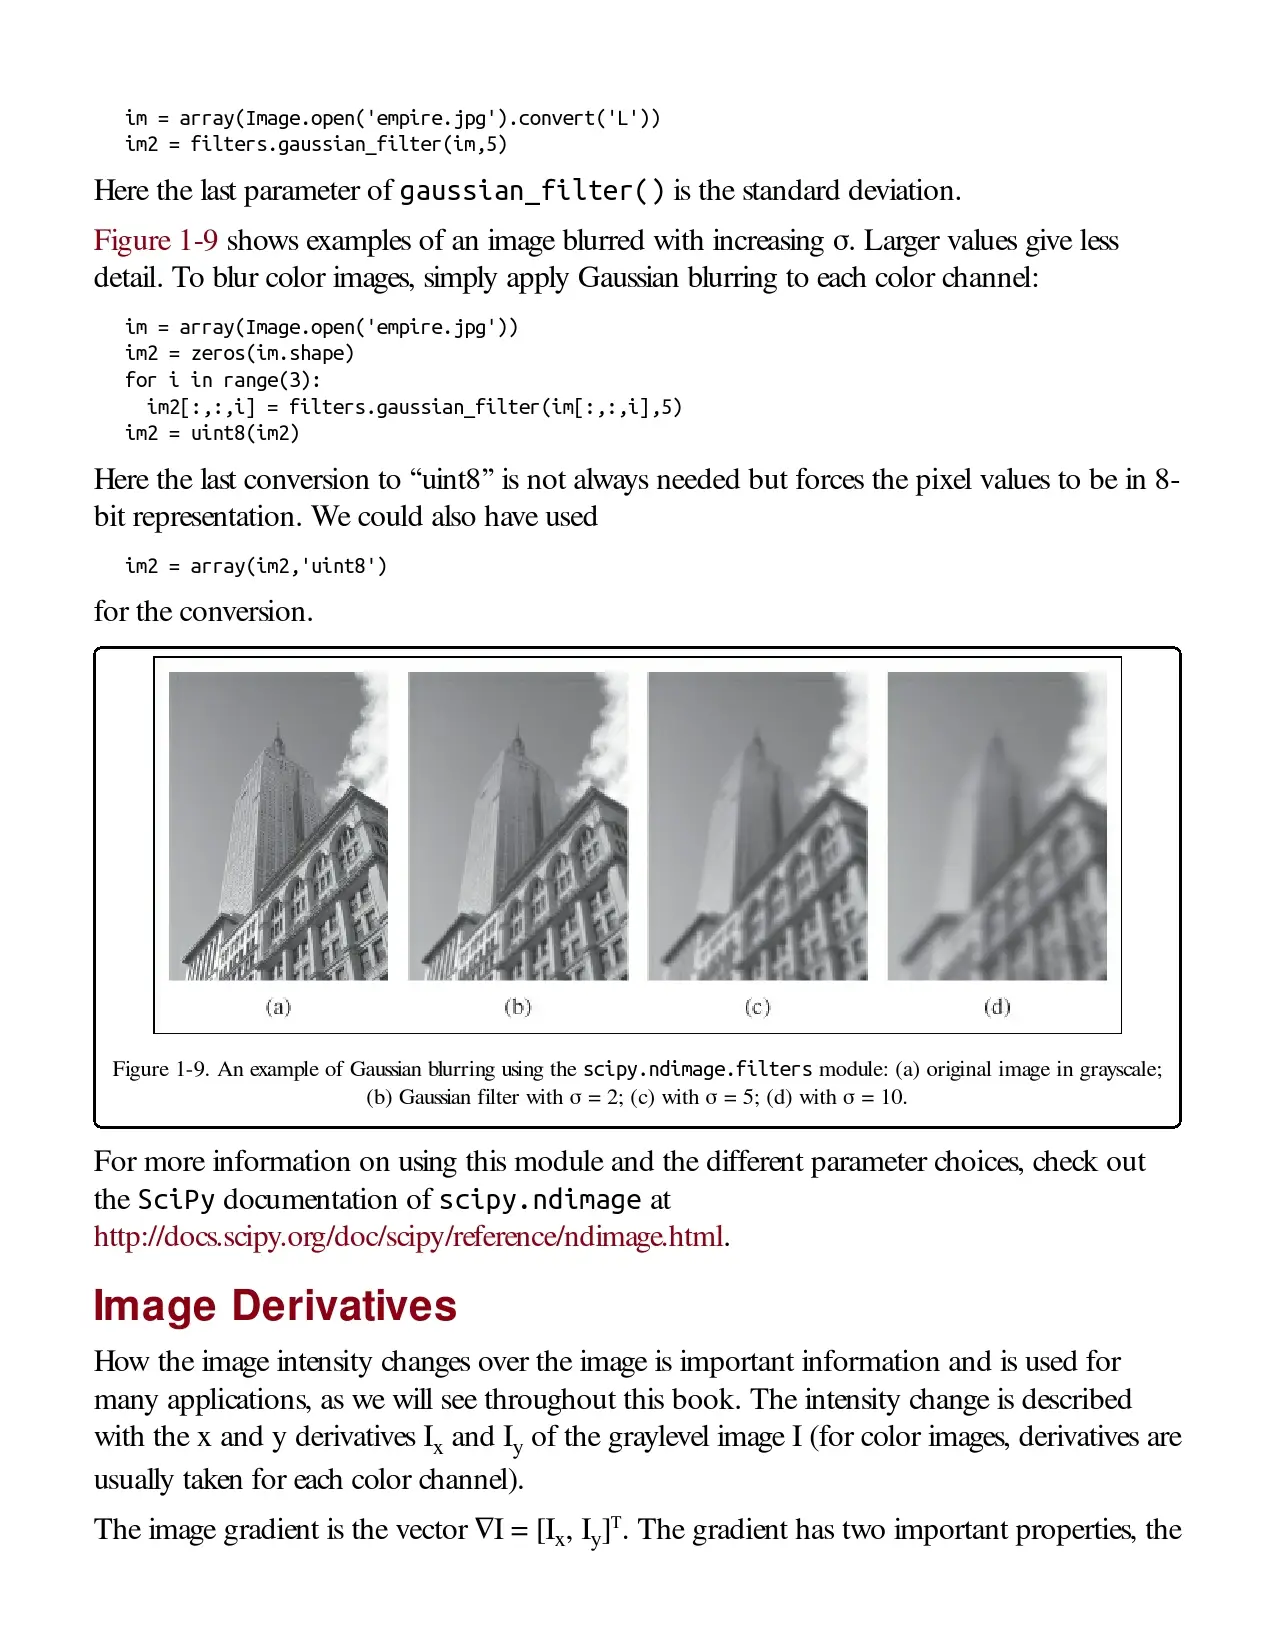 im = array(Image.open('empire.jpg').convert('L'))
im2 = filters.gaussian_filter(im,5)
Here the last parameter of gaussian_filter() is the standard deviation.
Figure 1-9 shows examples of an image blurred with increasing σ. Larger values give less
detail. To blur color images, simply apply Gaussian blurring to each color channel:
im = array(Image.open('empire.jpg'))
im2 = zeros(im.shape)
for i in range(3):
  im2[:,:,i] = filters.gaussian_filter(im[:,:,i],5)
im2 = uint8(im2)
Here the last conversion to “uint8” is not always needed but forces the pixel values to be in 8-
bit representation. We could also have used
im2 = array(im2,'uint8')
for the conversion.
(a) (b) (c) (d)
Figure 1-9. An example of Gaussian blurring using the scipy.ndimage.filters module: (a) original image in grayscale;
(b) Gaussian filter with σ = 2; (c) with σ = 5; (d) with σ = 10.
For more information on using this module and the different parameter choices, check out
the SciPy documentation of scipy.ndimage at
http://docs.scipy.org/doc/scipy/reference/ndimage.html.
Image Derivatives
How the image intensity changes over the image is important information and is used for
many applications, as we will see throughout this book. The intensity change is described
with the x and y derivatives Iₓ and I_y of the graylevel image I (for color images, derivatives are
usually taken for each color channel).
The image gradient is the vector ∇I = [Iₓ, I_y]ᵀ. The gradient has two important properties, the